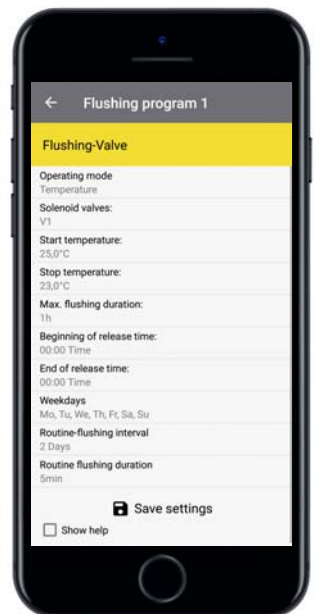 Flushing program 1
Flushing-Valve
Operating mode
Temperature
Solenoid valves:
V1
Start temperature:
25,0°C
Stop temperature:
23,0°C
Max. flushing duration:
1h
Beginning of release time:
00:00 Time
End of release time:
00:00 Time
Weekdays
Mo, Tu, We, Th, Fr, Sa, Su
Routine-flushing interval
2 Days
Routine flushing duration
5min
Save settings
Show help